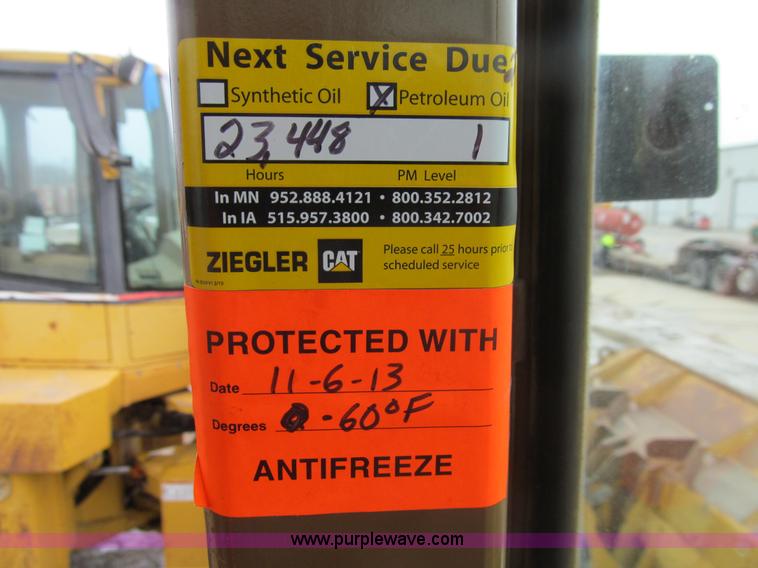 Next Service Due
Synthetic Oil X Petroleum Oil
23,448 1
Hours PM Level
In MN 952.888.4121 • 800.352.2812
In IA 515.957.3800 • 800.342.7002
ZIEGLER CAT Please call 25 hours prior to
scheduled service
PROTECTED WITH
Date 11-6-13
Degrees -60°F
ANTIFREEZE
www.purplewave.com